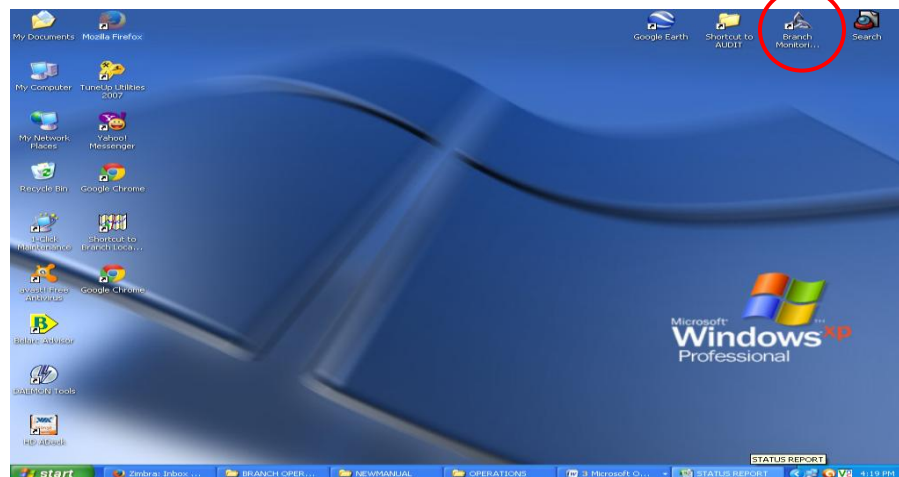 My Documents
Mozilla Firefox
Google Earth
Shortcut to
AUDIT
Branch
Monitori...
Search
My Computer
TuneUp Utilities
2007
My Network
Places
Yahoo!
Messenger
Recycle Bin
Google Chrome
1-Click
Maintenance
Shortcut to
Branch Loca...
avast! Free
Antivirus
Google Chrome
Belarc Advisor
DAEMON Tools
HD ADeck
Microsoft
Windows xp
Professional
STATUS REPORT
start
Zimbra: Inbox ...
BRANCH OPER...
NEWMANUAL
OPERATIONS
3 Microsoft O...
STATUS REPORT
4:19 PM